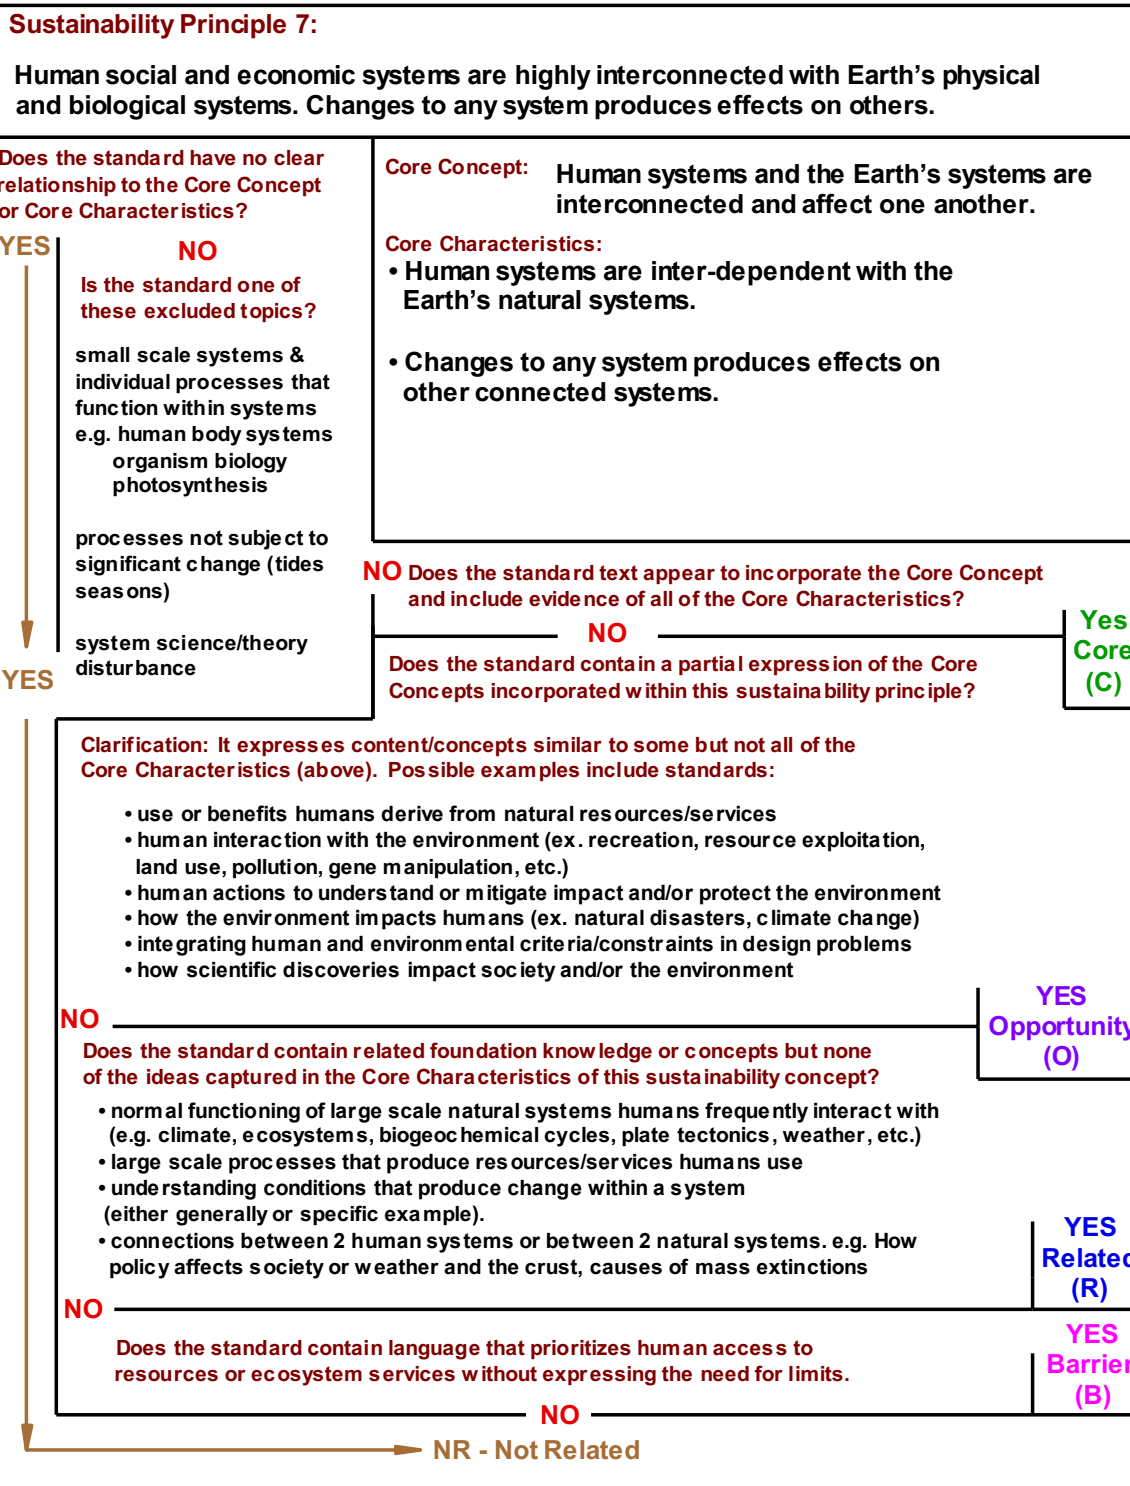 Sustainability Principle 7:
Human social and economic systems are highly interconnected with Earth's physical
and biological systems. Changes to any system produces effects on others.
Does the standard have no clear
relationship to the Core Concept
or Core Characteristics?
YES
NO
Is the standard one of
these excluded topics?
small scale systems &
individual processes that
function within systems
e.g. human body systems
organism biology
photosynthesis
processes not subject to
significant change (tides
seasons)
system science/theory
disturbance
YES
Core Concept:
Human systems and the Earth's systems are
interconnected and affect one another.
Core Characteristics:
• Human systems are inter-dependent with the
Earth's natural systems.
• Changes to any system produces effects on
other connected systems.
NO Does the standard text appear to incorporate the Core Concept
and include evidence of all of the Core Characteristics?
Yes
Core
(C)
NO
Does the standard contain a partial expression of the Core
Concepts incorporated within this sustainability principle?
Clarification: It expresses content/concepts similar to some but not all of the
Core Characteristics (above). Possible examples include standards:
• use or benefits humans derive from natural resources/services
• human interaction with the environment (ex. recreation, resource exploitation,
land use, pollution, gene manipulation, etc.)
• human actions to understand or mitigate impact and/or protect the environment
• how the environment impacts humans (ex. natural disasters, climate change)
• integrating human and environmental criteria/constraints in design problems
• how scientific discoveries impact society and/or the environment
YES
Opportunity
(O)
NO
Does the standard contain related foundation knowledge or concepts but none
of the ideas captured in the Core Characteristics of this sustainability concept?
• normal functioning of large scale natural systems humans frequently interact with
(e.g. climate, ecosystems, biogeochemical cycles, plate tectonics, weather, etc.)
• large scale processes that produce resources/services humans use
• understanding conditions that produce change within a system
(either generally or specific example).
• connections between 2 human systems or between 2 natural systems. e.g. How
policy affects society or weather and the crust, causes of mass extinctions
YES
Related
(R)
NO
Does the standard contain language that prioritizes human access to
resources or ecosystem services without expressing the need for limits.
YES
Barrier
(B)
NO
NR - Not Related